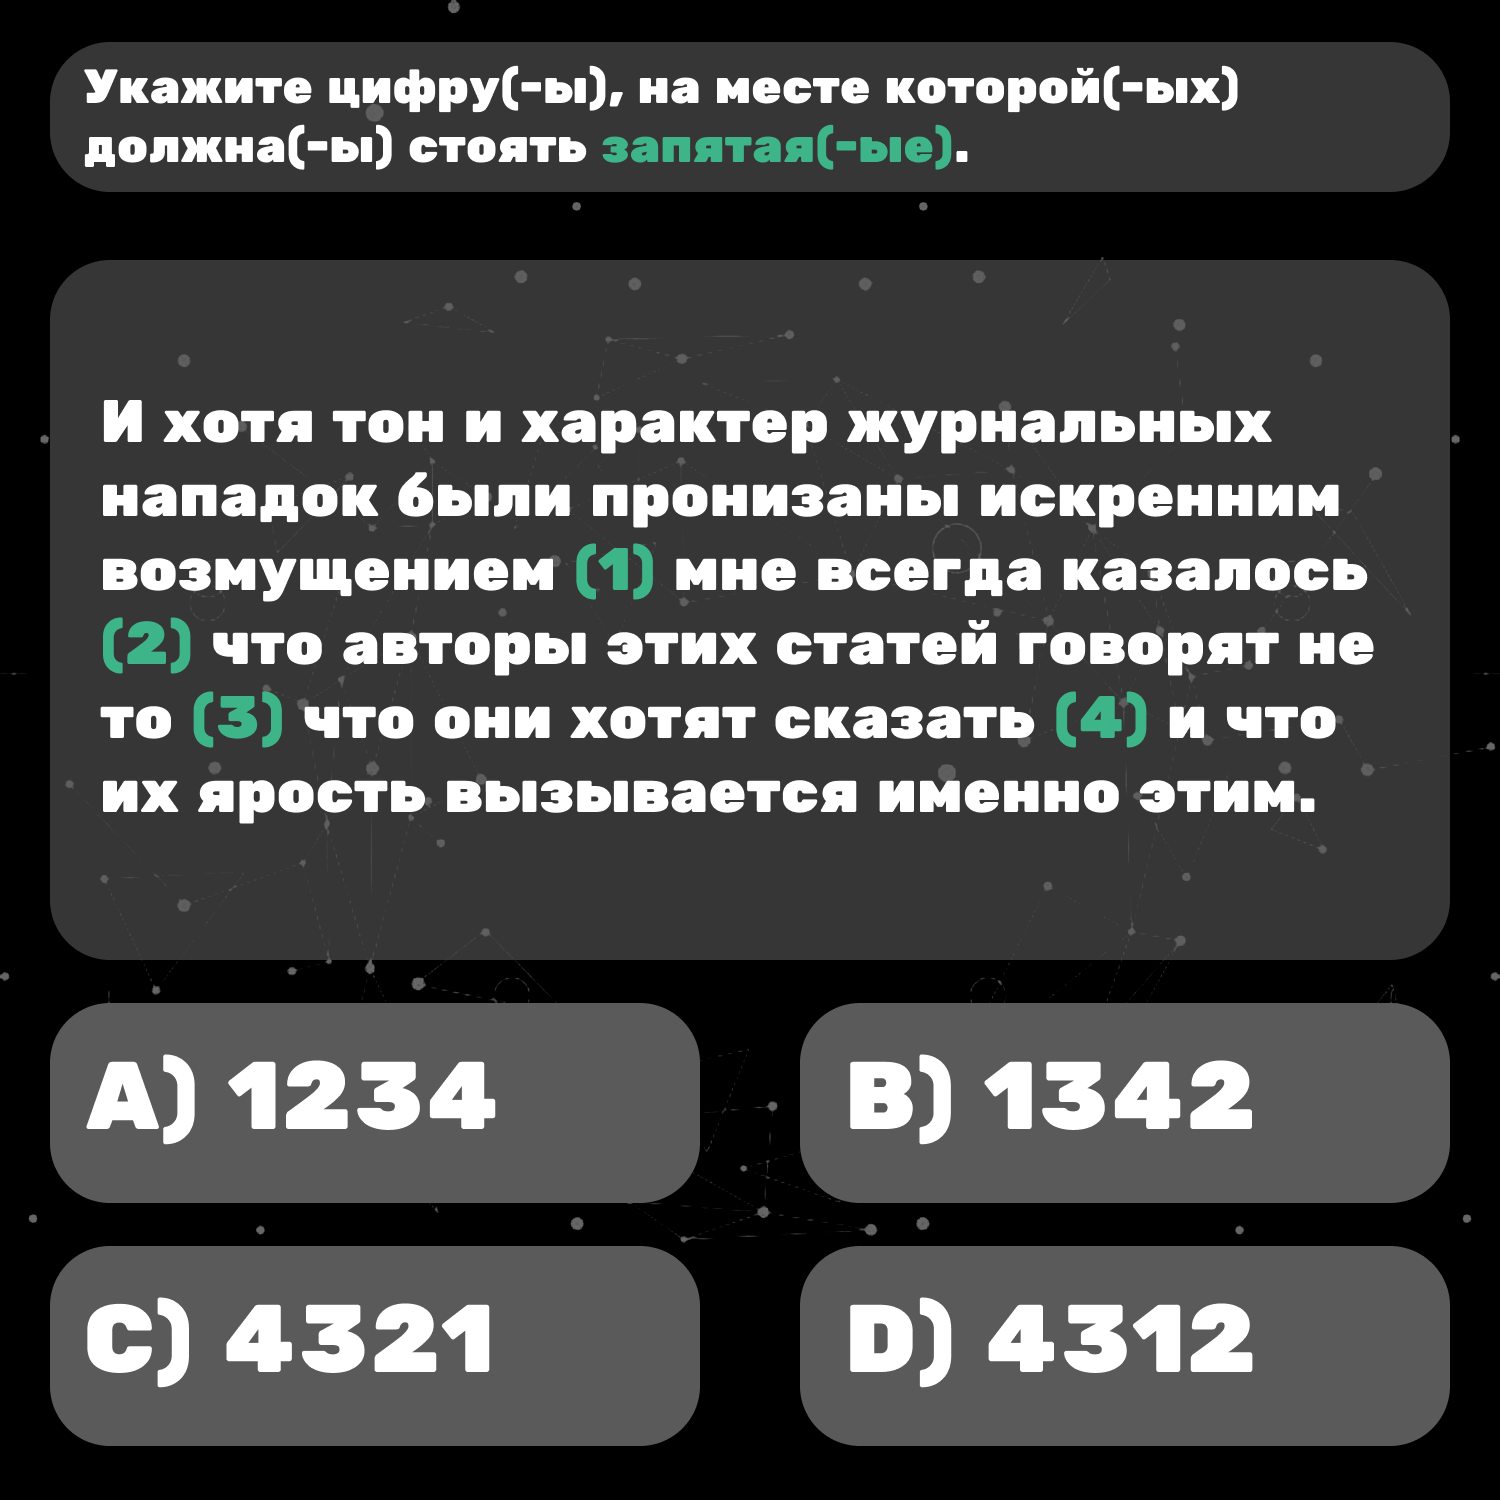 Укажите цифру(-ы), на месте которой(-ых)
должна(-ы) стоять запятая(-ые).
И хотя тон и характер журнальных
нападок были пронизаны искренним
возмущением (1) мне всегда казалось
(2) что авторы этих статей говорят не
то (3) что они хотят сказать (4) и что
их ярость вызывается именно этим.
A) 1234
B) 1342
C) 4321
D) 4312